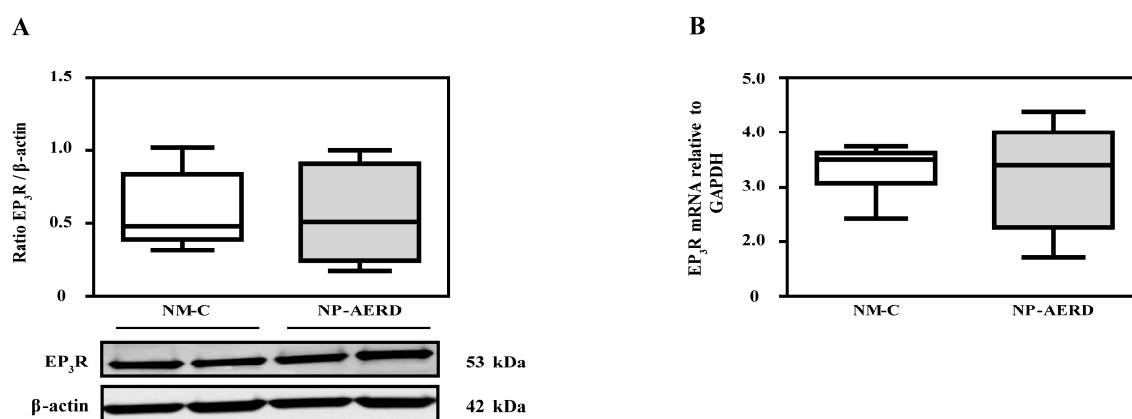 A
Ratio EP₃R / β-actin
1.5
1.0
0.5
0
NM-C NP-AERD
EP₃R 53 kDa
β-actin 42 kDa
B
EP₃R mRNA relative to
GAPDH
5.0
4.0
3.0
2.0
0
NM-C NP-AERD